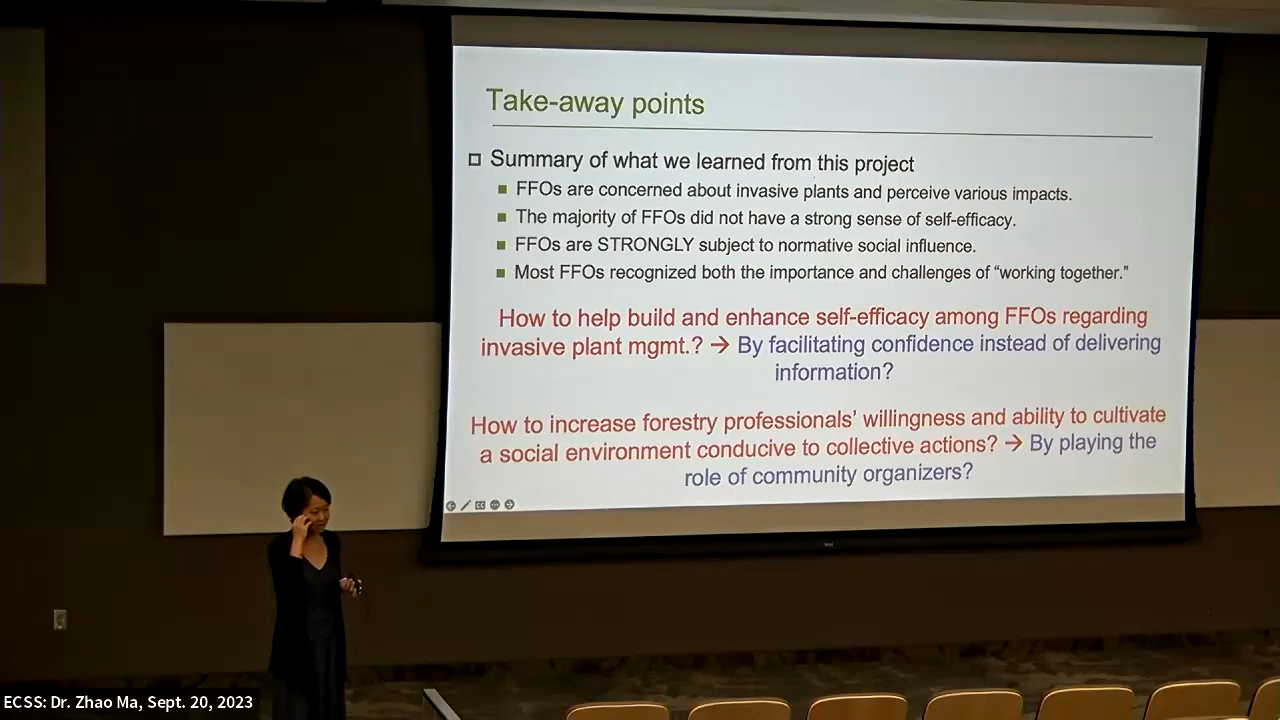 Take-away points
Summary of what we learned from this project
FFOs are concerned about invasive plants and perceive various impacts.
The majority of FFOs did not have a strong sense of self-efficacy.
FFOs are STRONGLY subject to normative social influence.
Most FFOs recognized both the importance and challenges of “working together.”
How to help build and enhance self-efficacy among FFOs regarding
invasive plant mgmt.? → By facilitating confidence instead of delivering
information?
How to increase forestry professionals’ willingness and ability to cultivate
a social environment conducive to collective actions? → By playing the
role of community organizers?
ECSS: Dr. Zhao Ma, Sept. 20, 2023